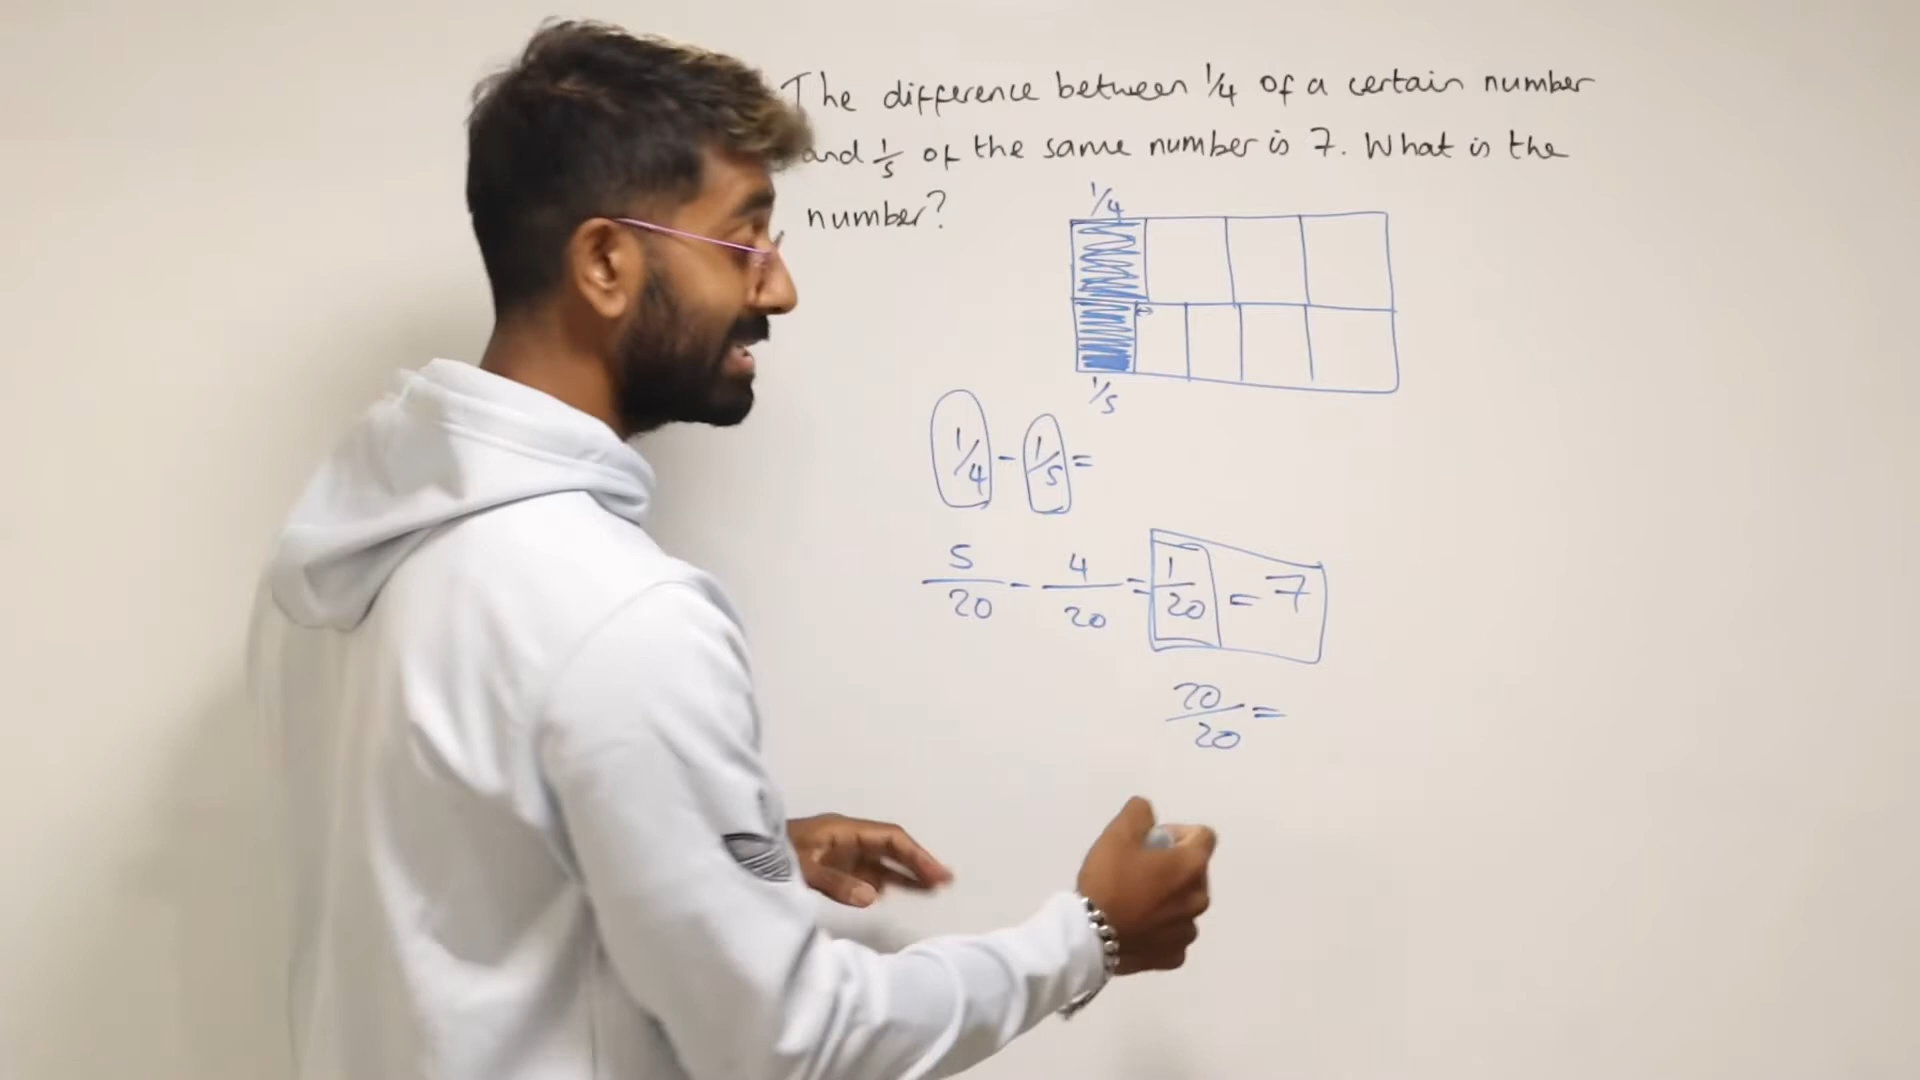 The difference between 1/4 of a certain number
and 1/5 of the same number is 7. What is the
number?
1/4
1/5
1/4 - 1/5 =
5/20 - 4/20 = 1/20 = 7
20/20 =